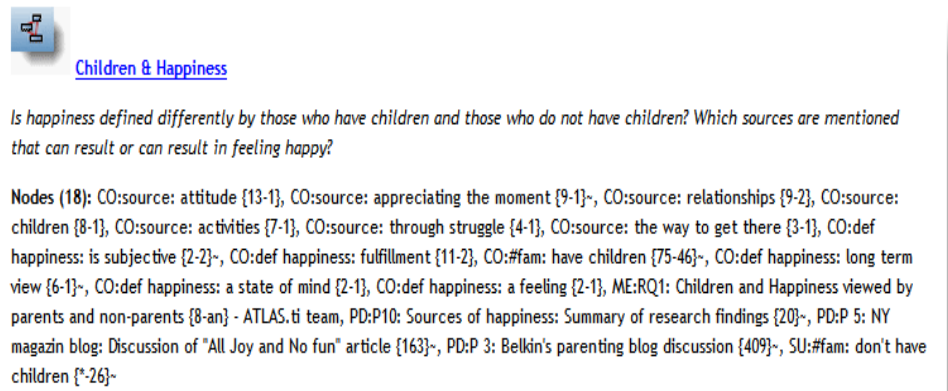 Children & Happiness
Is happiness defined differently by those who have children and those who do not have children? Which sources are mentioned
that can result or can result in feeling happy?
Nodes (18): CO:source: attitude {13-1}, CO:source: appreciating the moment {9-1}~, CO:source: relationships {9-2}, CO:source:
children {8-1}, CO:source: activities {7-1}, CO:source: through struggle {4-1}, CO:source: the way to get there {3-1}, CO:def
happiness: is subjective {2-2}~, CO:def happiness: fulfillment {11-2}, CO:#fam: have children {75-46}~, CO:def happiness: long term
view {6-1}~, CO:def happiness: a state of mind {2-1}, CO:def happiness: a feeling {2-1}, ME:RQ1: Children and Happiness viewed by
parents and non-parents {8-an} - ATLAS.ti team, PD:P10: Sources of happiness: Summary of research findings {20}~, PD:P 5: NY
magazin blog: Discussion of "All Joy and No fun" article {163}~, PD:P 3: Belkin's parenting blog discussion {409}~, SU:#fam: don't have
children {*-26}~